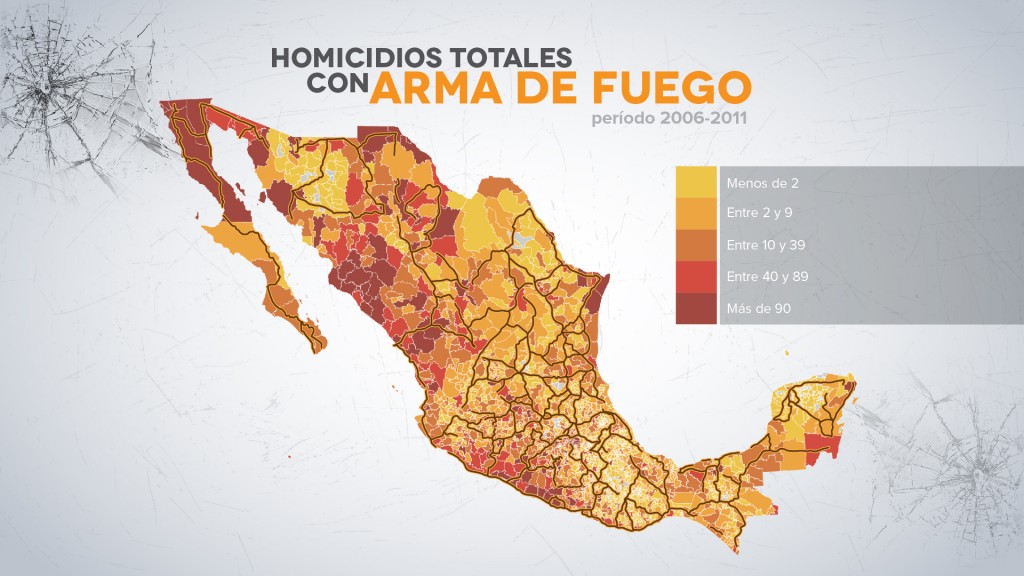 HOMICIDIOS TOTALES
CON ARMA DE FUEGO
período 2006-2011
Menos de 2
Entre 2 y 9
Entre 10 y 39
Entre 40 y 89
Más de 90